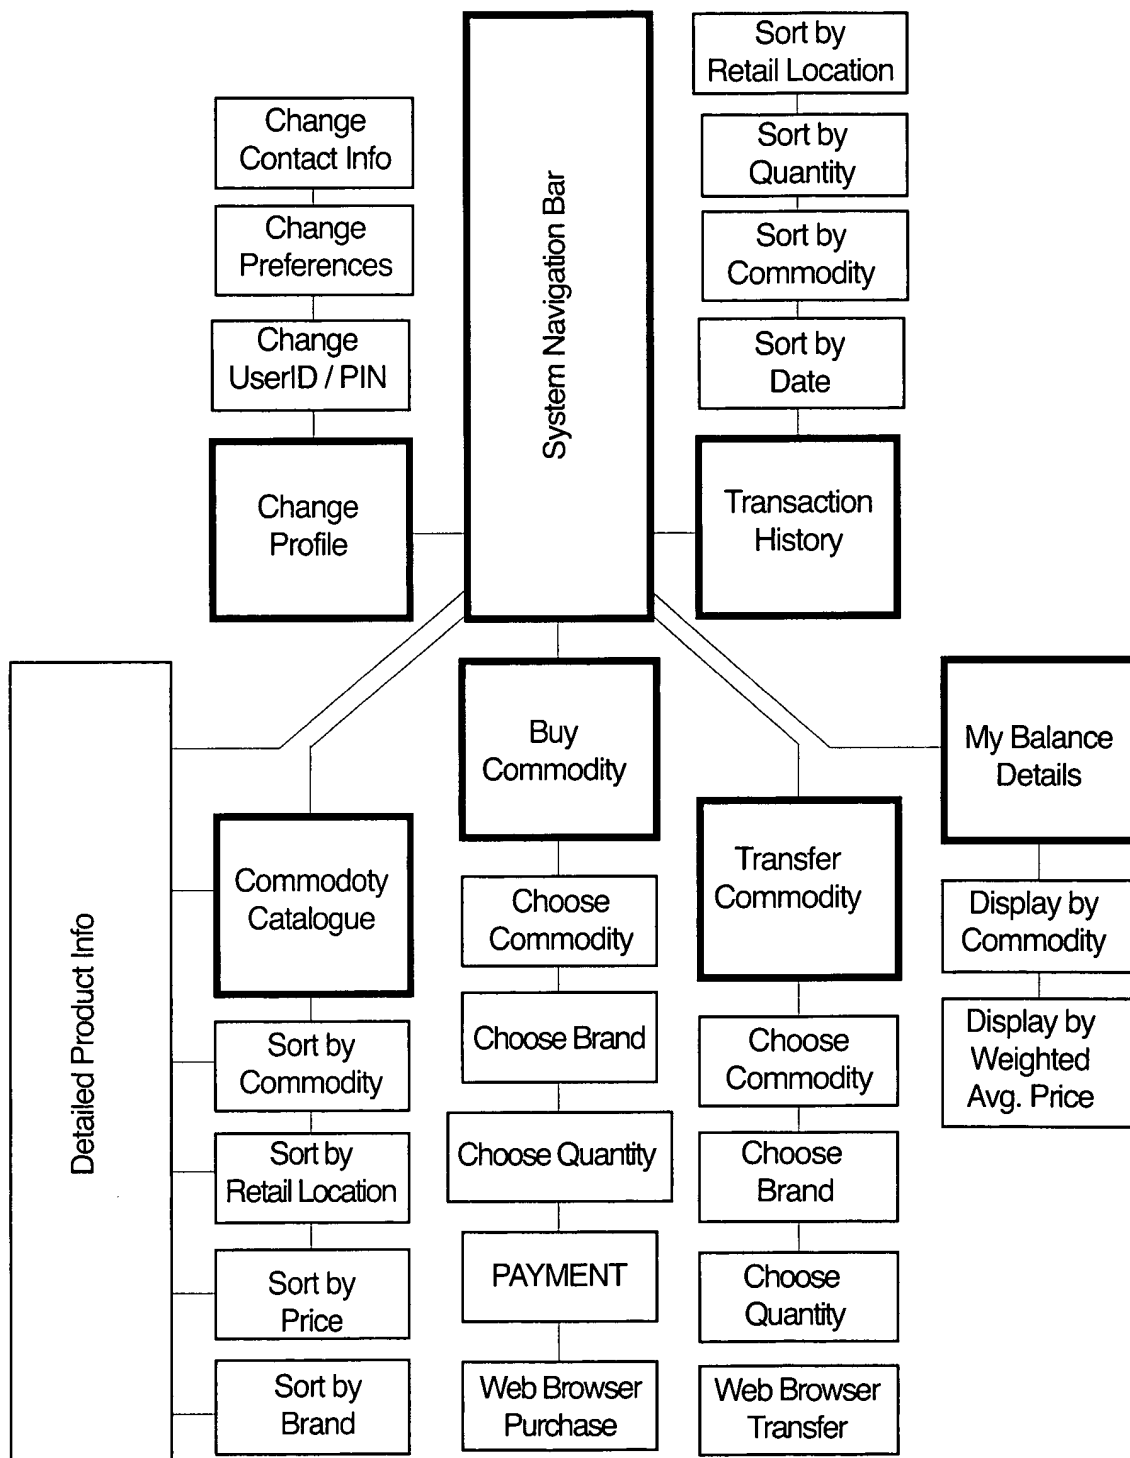 Sort by
Retail Location
Change
Contact Info
Sort by
Quantity
Change
Preferences
Sort by
Commodity
System Navigation Bar
Change
UserID / PIN
Sort by
Date
Change
Profile
Transaction
History
Buy
Commodity
My Balance
Details
Commodoty
Catalogue
Transfer
Commodity
Choose
Commodity
Display by
Commodity
Detailed Product Info
Sort by
Commodity
Choose Brand
Choose
Commodity
Display by
Weighted
Avg. Price
Sort by
Retail Location
Choose Quantity
Choose
Brand
Sort by
Price
PAYMENT
Choose
Quantity
Sort by
Brand
Web Browser
Purchase
Web Browser
Transfer